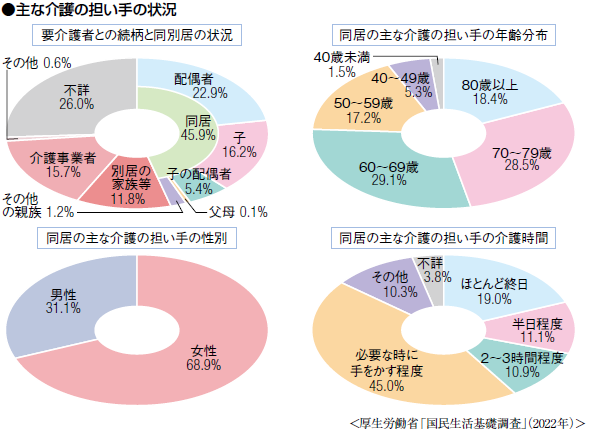 ●主な介護の担い手の状況
要介護者との続柄と同別居の状況
その他 0.6%
不詳
26.0%
配偶者
22.9%
同居
45.9%
子
16.2%
介護事業者
15.7%
別居の
家族等
11.8%
子の配偶者
5.4%
その他
の親族 1.2%
父母 0.1%
同居の主な介護の担い手の年齢分布
40歳未満
1.5%
40〜49歳
5.3%
80歳以上
18.4%
50〜59歳
17.2%
70〜79歳
28.5%
60〜69歳
29.1%
同居の主な介護の担い手の性別
男性
31.1%
女性
68.9%
同居の主な介護の担い手の介護時間
不詳
3.8%
その他
10.3%
ほとんど終日
19.0%
半日程度
11.1%
2〜3時間程度
10.9%
必要な時に
手をかす程度
45.0%
<厚生労働省「国民生活基礎調査」(2022年)>